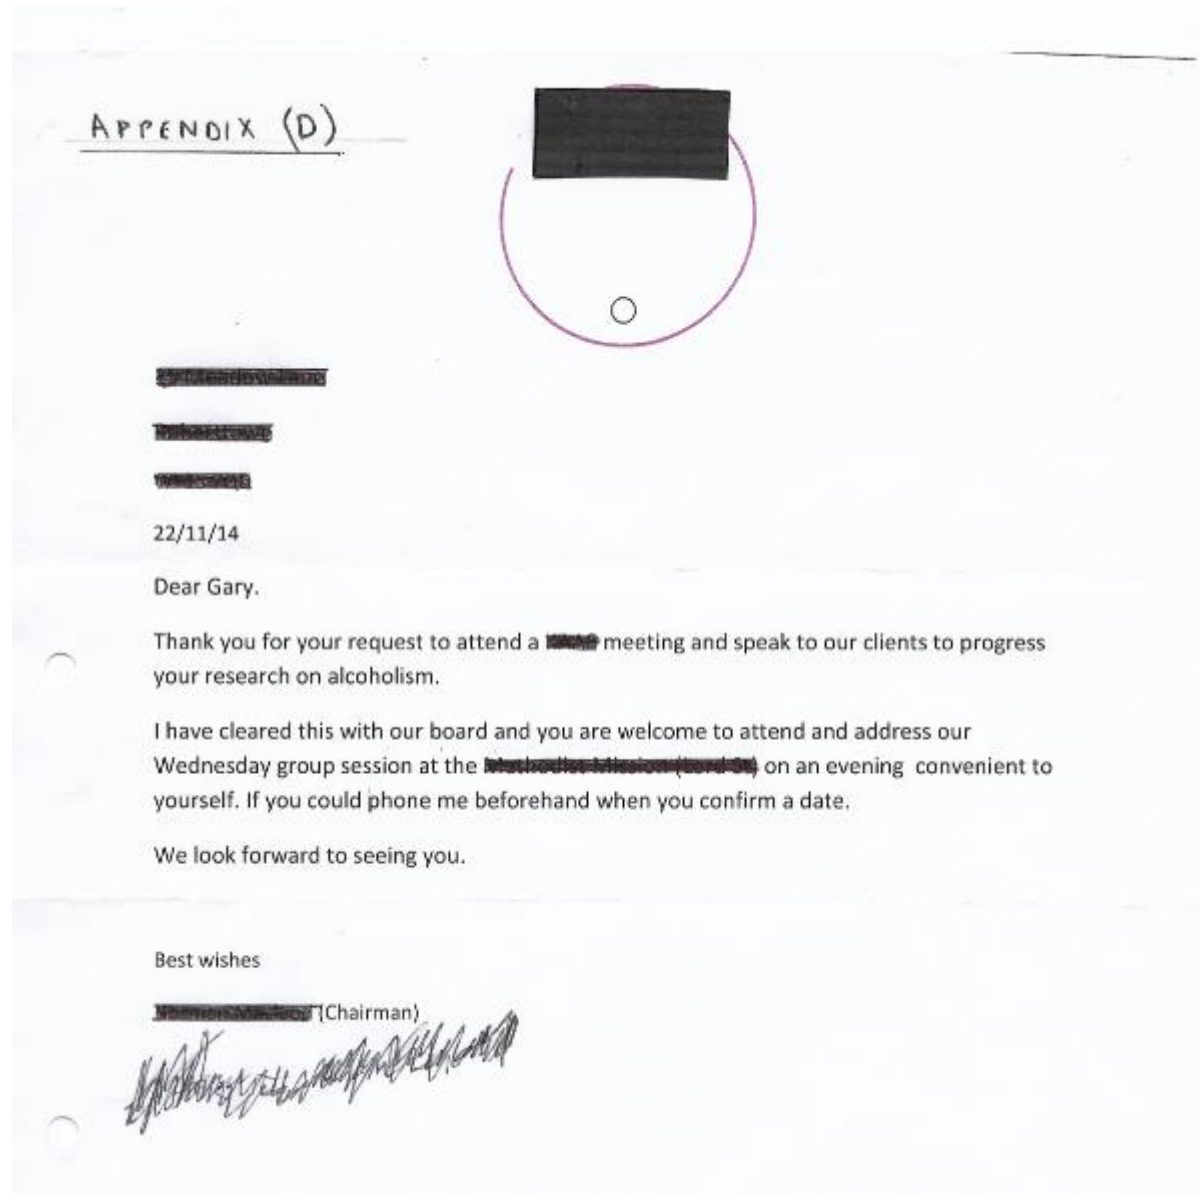 APPENDIX (D)
22/11/14
Dear Gary.
Thank you for your request to attend a meeting and speak to our clients to progress
your research on alcoholism.
I have cleared this with our board and you are welcome to attend and address our
Wednesday group session at the on an evening convenient to
yourself. If you could phone me beforehand when you confirm a date.
We look forward to seeing you.
Best wishes
(Chairman)